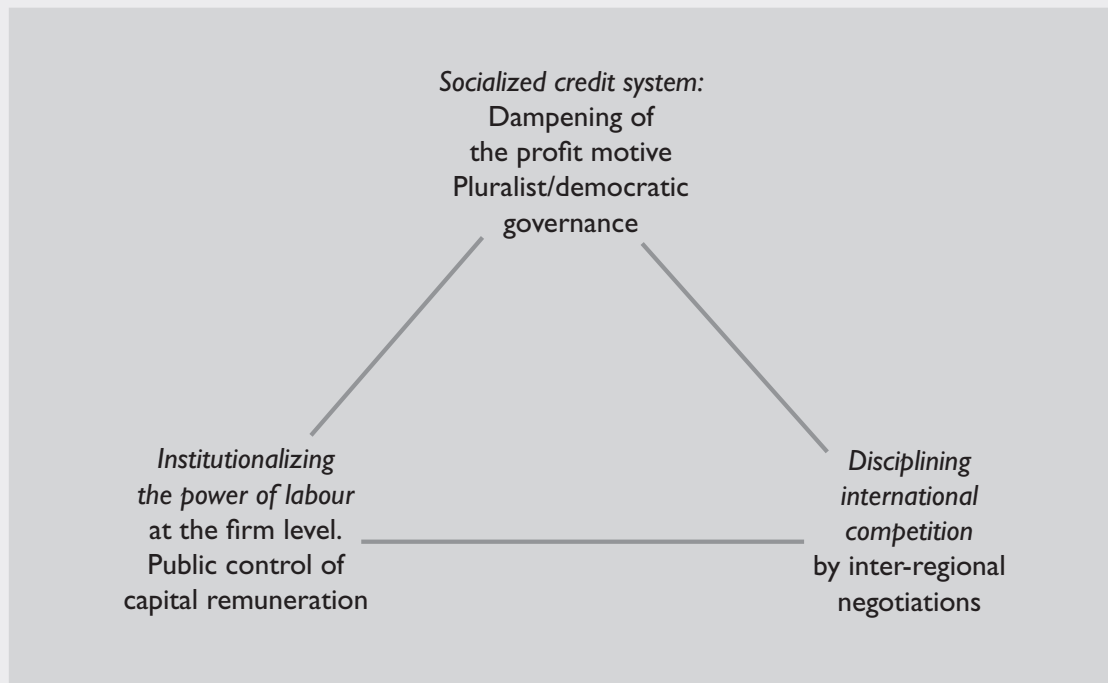 Socialized credit system:
Dampening of
the profit motive
Pluralist/democratic
governance
Institutionalizing
the power of labour
at the firm level.
Public control of
capital remuneration
Disciplining
international
competition
by inter-regional
negotiations